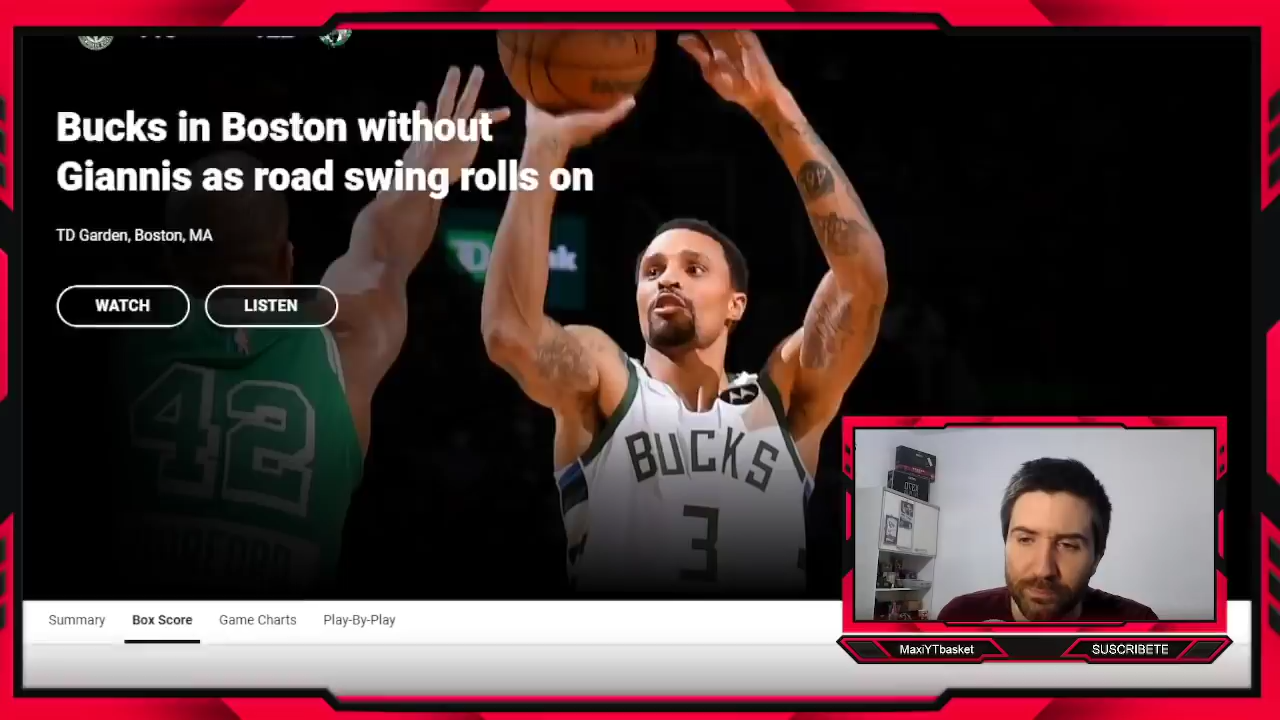 Bucks in Boston without
Giannis as road swing rolls on
TD Garden, Boston, MA
WATCH
LISTEN
42
BUCKS
3
Summary
Box Score
Game Charts
Play-By-Play
MaxiYTbasket
SUSCRIBETE